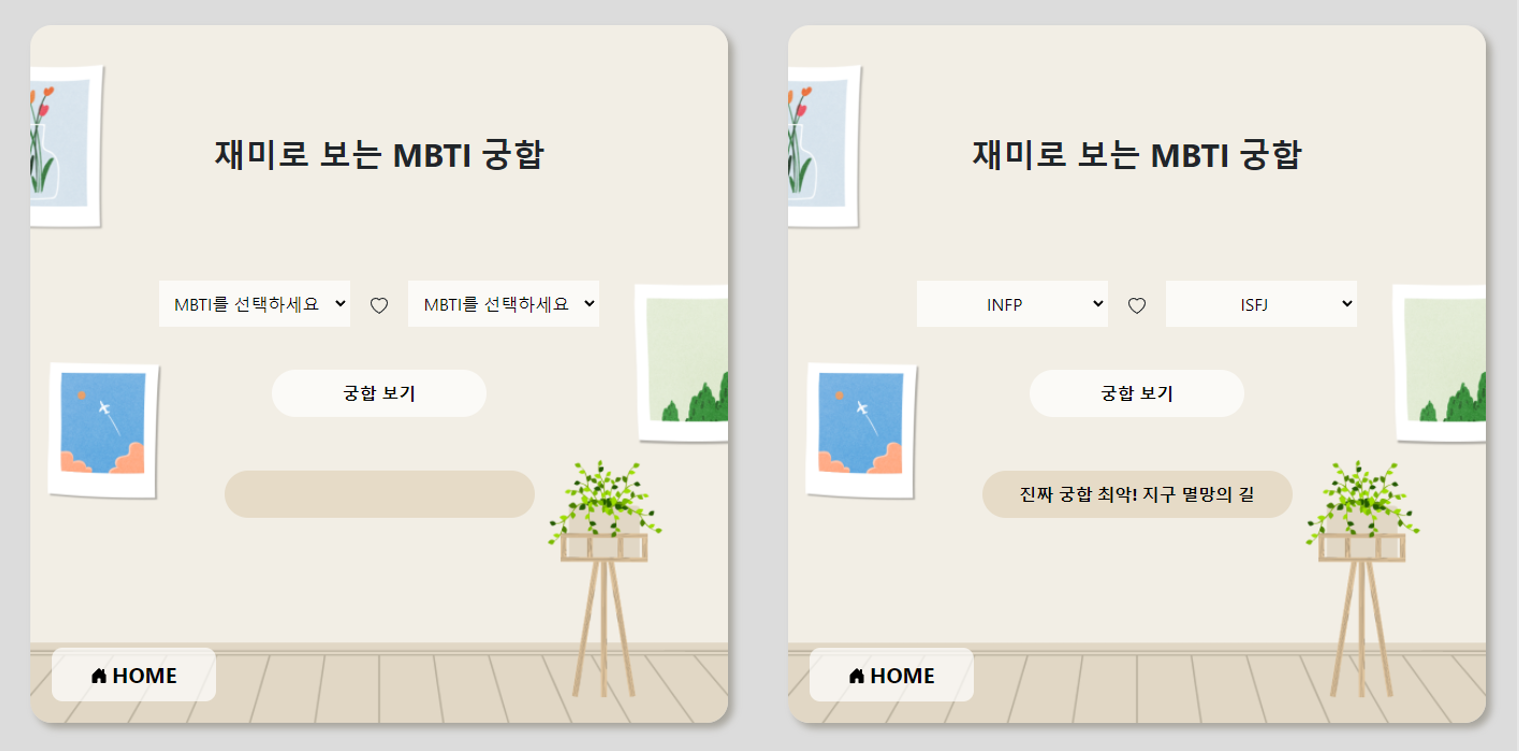 재미로 보는 MBTI 궁합
MBTI를 선택하세요 ♡ MBTI를 선택하세요
궁합 보기
HOME
재미로 보는 MBTI 궁합
INFP ♡ ISFJ
궁합 보기
진짜 궁합 최악! 지구 멸망의 길
HOME